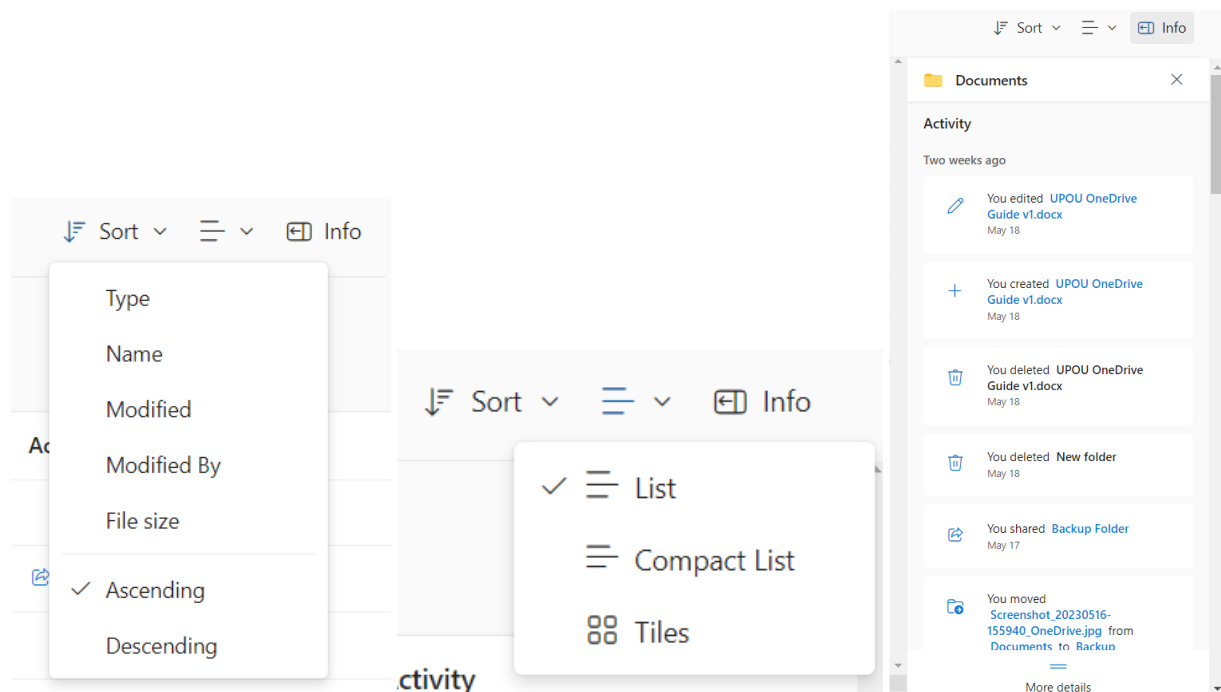 Sort Info
Type
Name
Modified
Modified By
File size
Ascending
Descending
Sort Info
List
Compact List
Tiles
ctivity
Sort Info
Documents
Activity
Two weeks ago
You edited UPOU OneDrive
Guide v1.docx
May 18
You created UPOU OneDrive
Guide v1.docx
May 18
You deleted UPOU OneDrive
Guide v1.docx
May 18
You deleted New folder
May 18
You shared Backup Folder
May 17
You moved
Screenshot_20230516-
155940_OneDrive.jpg from
Documents to Backup
More details